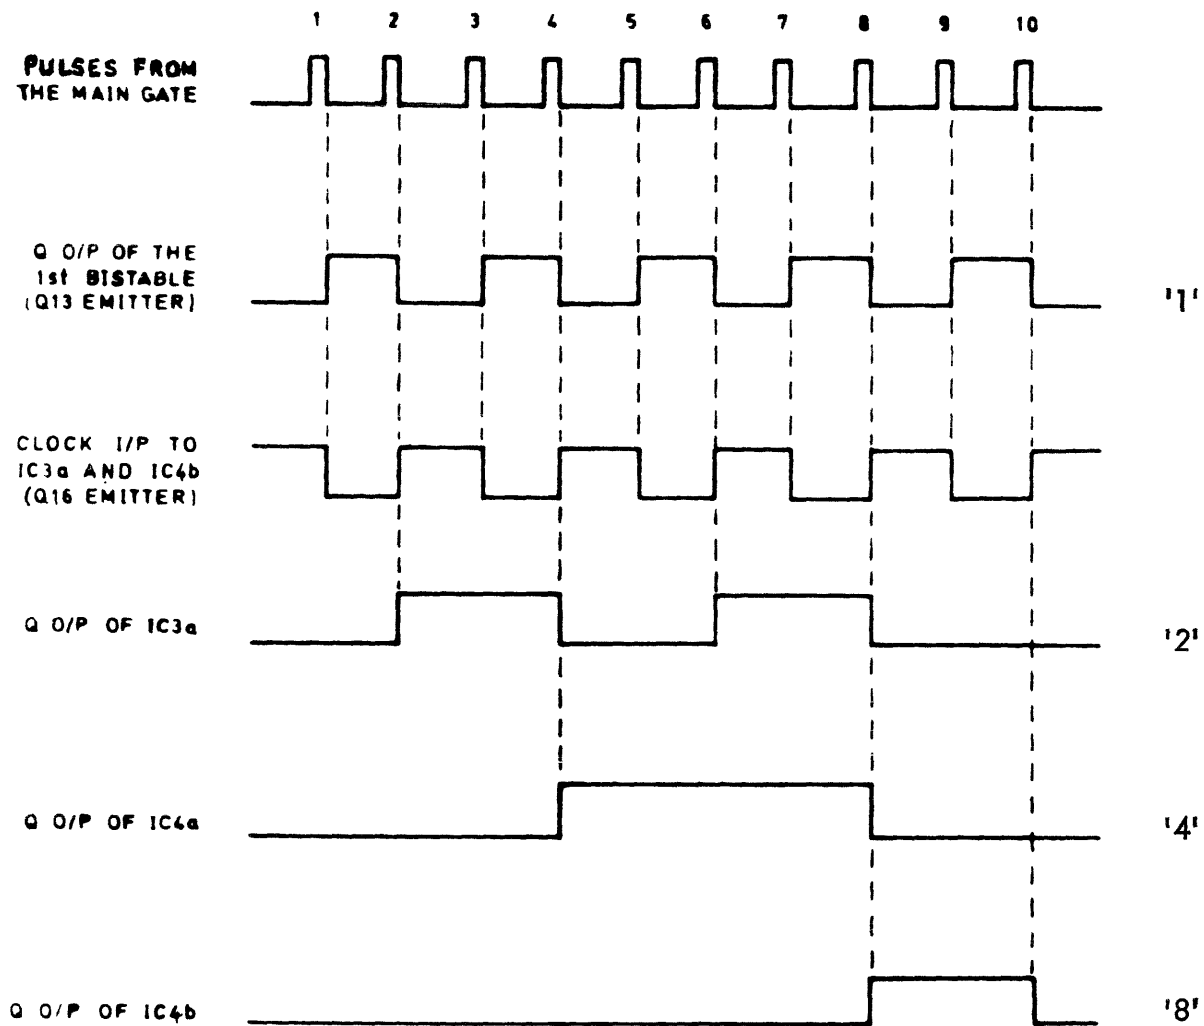 1 2 3 4 5 6 7 8 9 10
PULSES FROM
THE MAIN GATE
Q O/P OF THE
1st BISTABLE
(Q13 EMITTER)
'1'
CLOCK I/P TO
IC3a AND IC4b
(Q16 EMITTER)
Q O/P OF IC3a
'2'
Q O/P OF IC4a
'4'
Q O/P OF IC4b
'8'